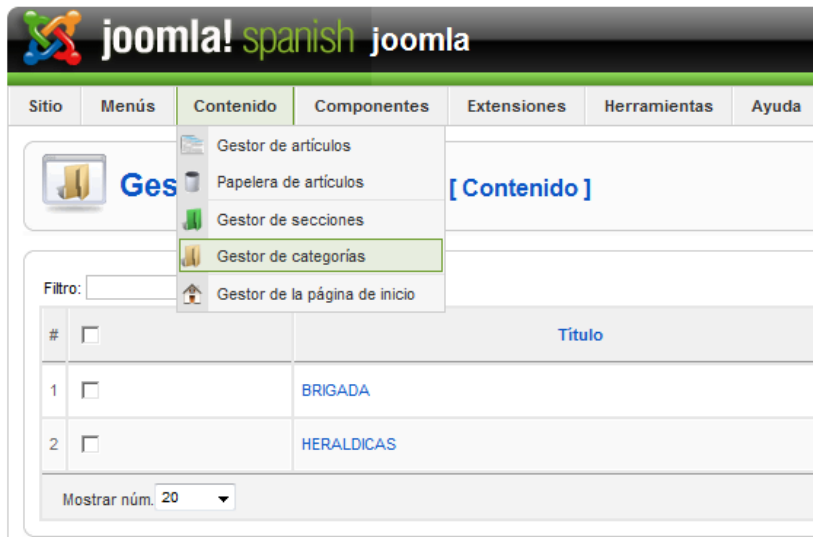 joomla! spanish joomla
Sitio Menús Contenido Componentes Extensiones Herramientas Ayuda
Gestor de artículos
Papelera de artículos
Ges [ Contenido ]
Gestor de secciones
Gestor de categorías
Filtro:
Gestor de la página de inicio
# Título
1 BRIGADA
2 HERALDICAS
Mostrar núm. 20